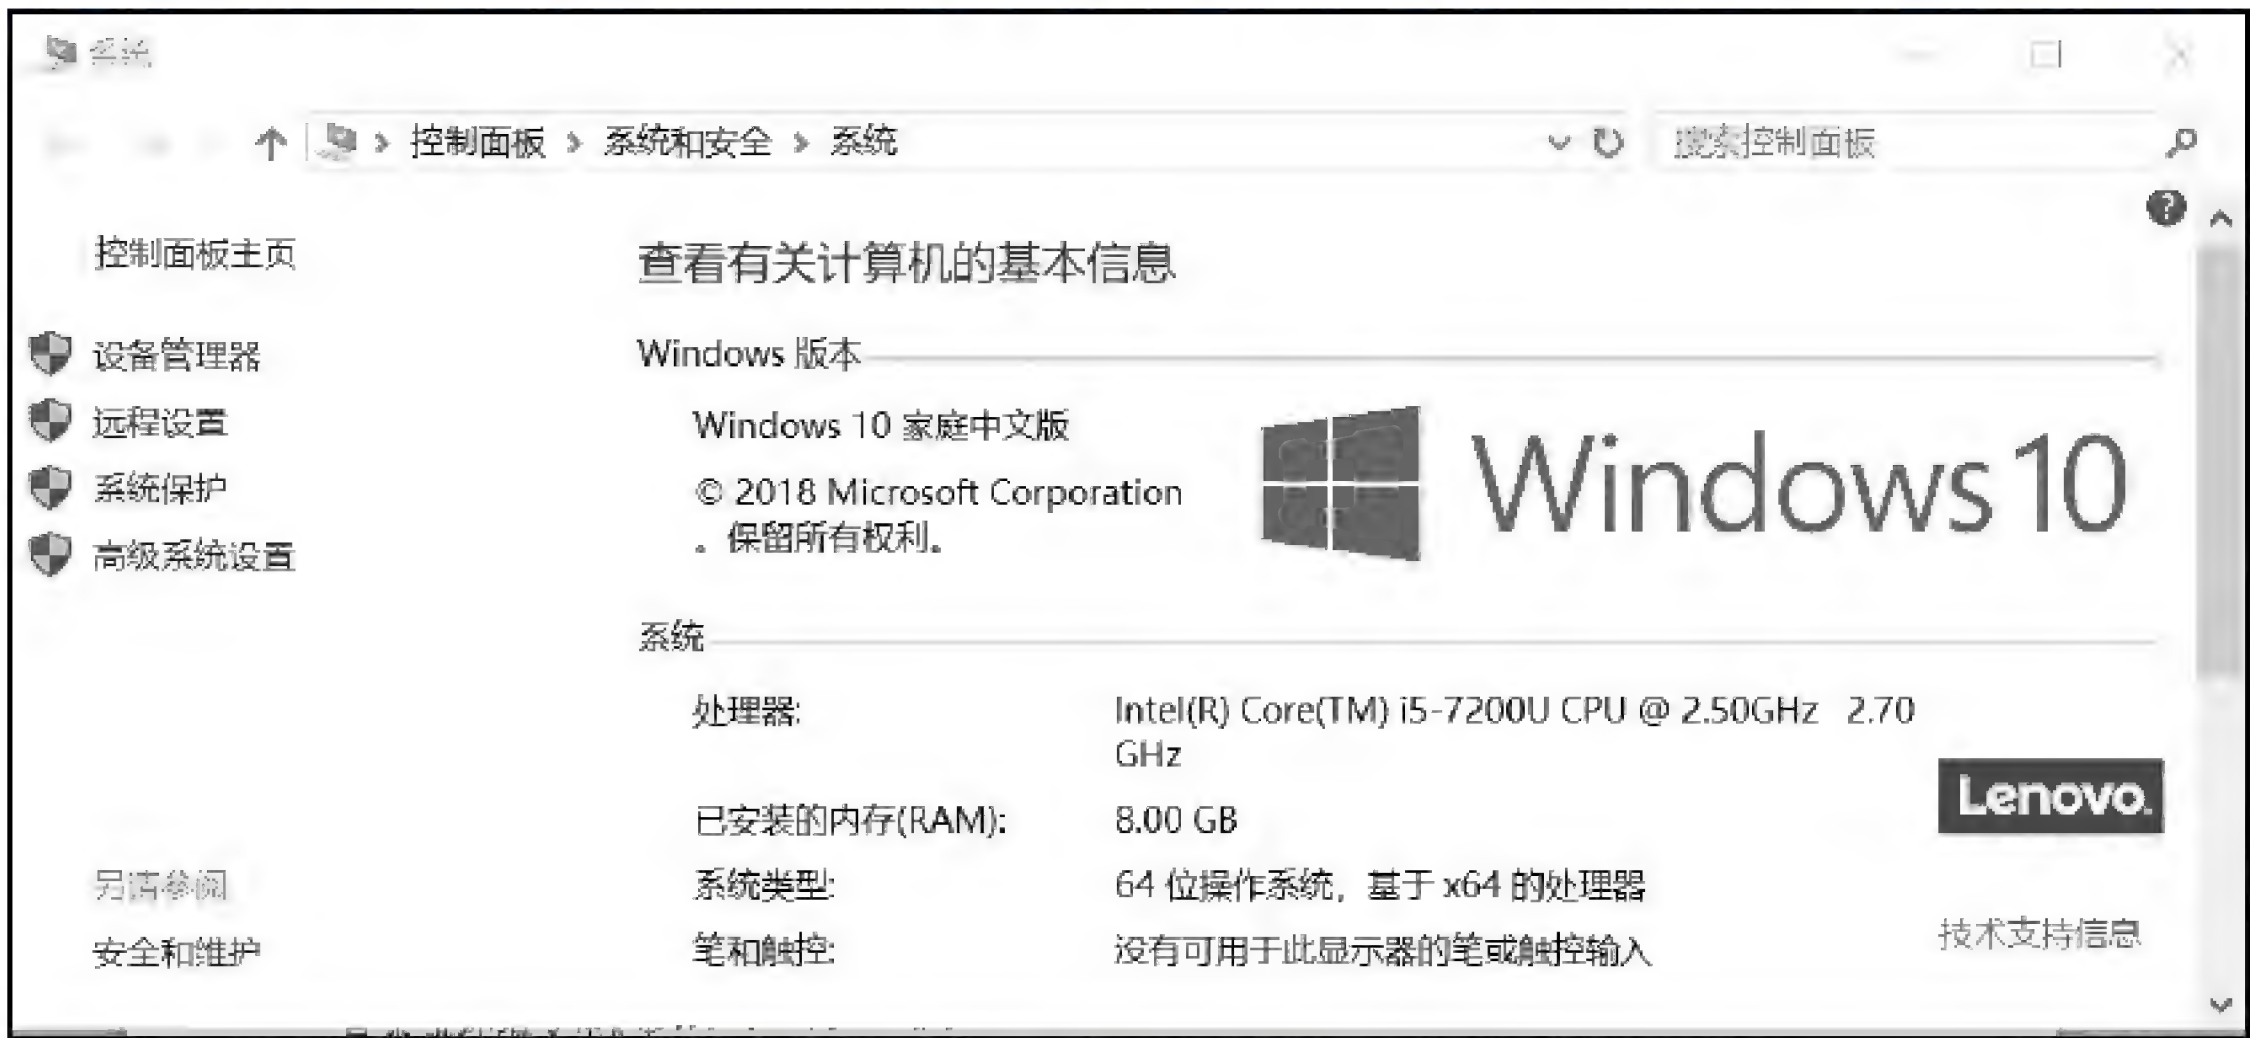 系统
控制面板 > 系统和安全 > 系统
搜索控制面板
控制面板主页
设备管理器
远程设置
系统保护
高级系统设置
另请参阅
安全和维护
查看有关计算机的基本信息
Windows 版本
Windows 10 家庭中文版
© 2018 Microsoft Corporation
。保留所有权利。
Windows 10
系统
处理器:
Intel(R) Core(TM) i5-7200U CPU @ 2.50GHz 2.70
GHz
已安装的内存(RAM):
8.00 GB
系统类型:
64 位操作系统，基于 x64 的处理器
笔和触控:
没有可用于此显示器的笔或触控输入
Lenovo.
技术支持信息